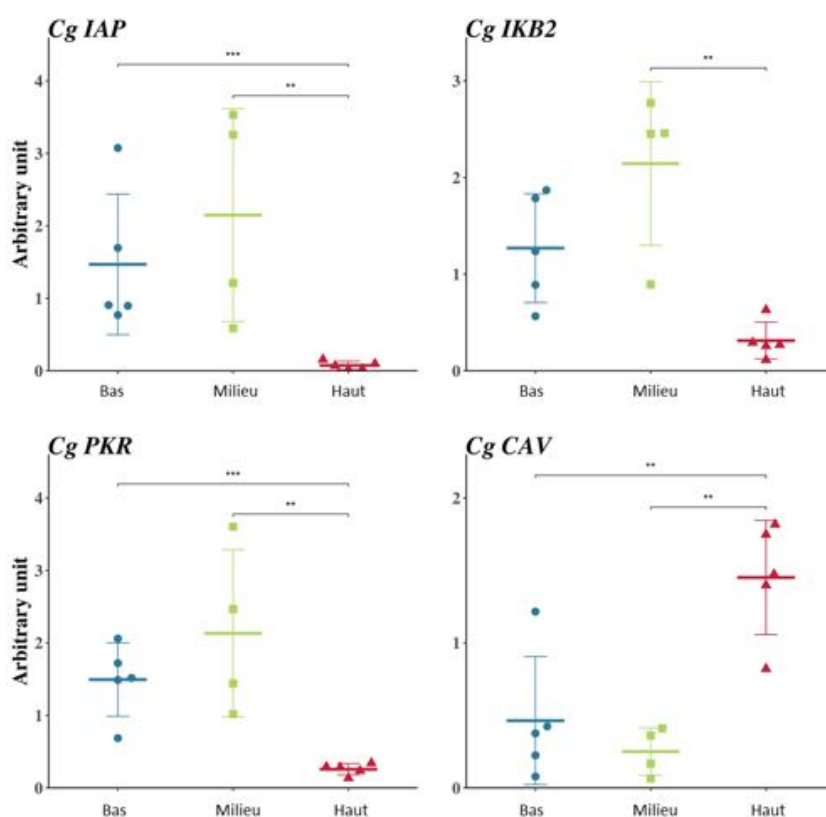 Cg IAP
***
**
4
3
2
1
0
Arbitrary unit
Bas Milieu Haut
Cg IKB2
**
3
2
1
0
Bas Milieu Haut
Cg PKR
***
**
4
3
2
1
0
Arbitrary unit
Bas Milieu Haut
Cg CAV
**
**
2
1
0
Bas Milieu Haut